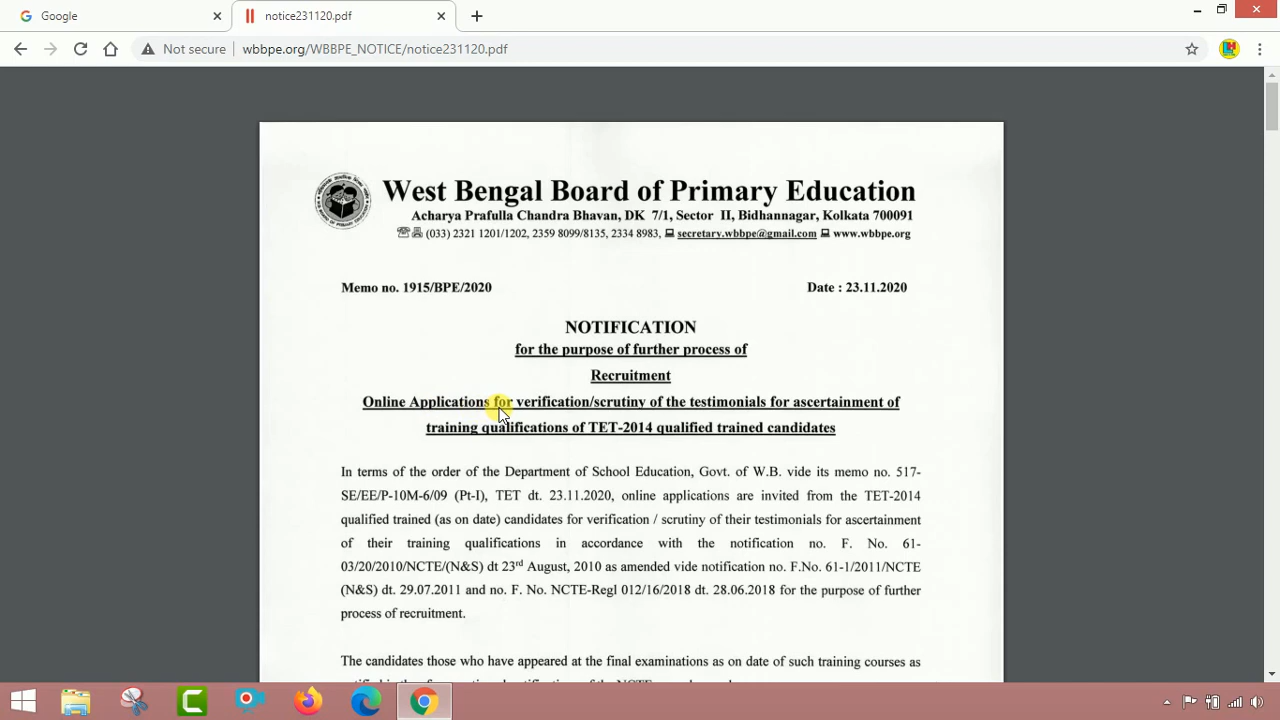 Google
notice231120.pdf
Not secure
wbbpe.org/WBBPE_NOTICE/notice231120.pdf
West Bengal Board of Primary Education
Acharya Prafulla Chandra Bhavan, DK 7/1, Sector II, Bidhannagar, Kolkata 700091
(033) 2321 1201/1202, 2359 8099/8135, 2334 8983, secretary.wbbpe@gmail.com www.wbbpe.org
Memo no. 1915/BPE/2020 Date : 23.11.2020
NOTIFICATION
for the purpose of further process of
Recruitment
Online Applications for verification/scrutiny of the testimonials for ascertainment of
training qualifications of TET-2014 qualified trained candidates
In terms of the order of the Department of School Education, Govt. of W.B. vide its memo no. 517-
SE/EE/P-10M-6/09 (Pt-I), TET dt. 23.11.2020, online applications are invited from the TET-2014
qualified trained (as on date) candidates for verification / scrutiny of their testimonials for ascertainment
of their training qualifications in accordance with the notification no. F. No. 61-
03/20/2010/NCTE/(N&S) dt 23rd August, 2010 as amended vide notification no. F.No. 61-1/2011/NCTE
(N&S) dt. 29.07.2011 and no. F. No. NCTE-Regl 012/16/2018 dt. 28.06.2018 for the purpose of further
process of recruitment.
The candidates those who have appeared at the final examinations as on date of such training courses as